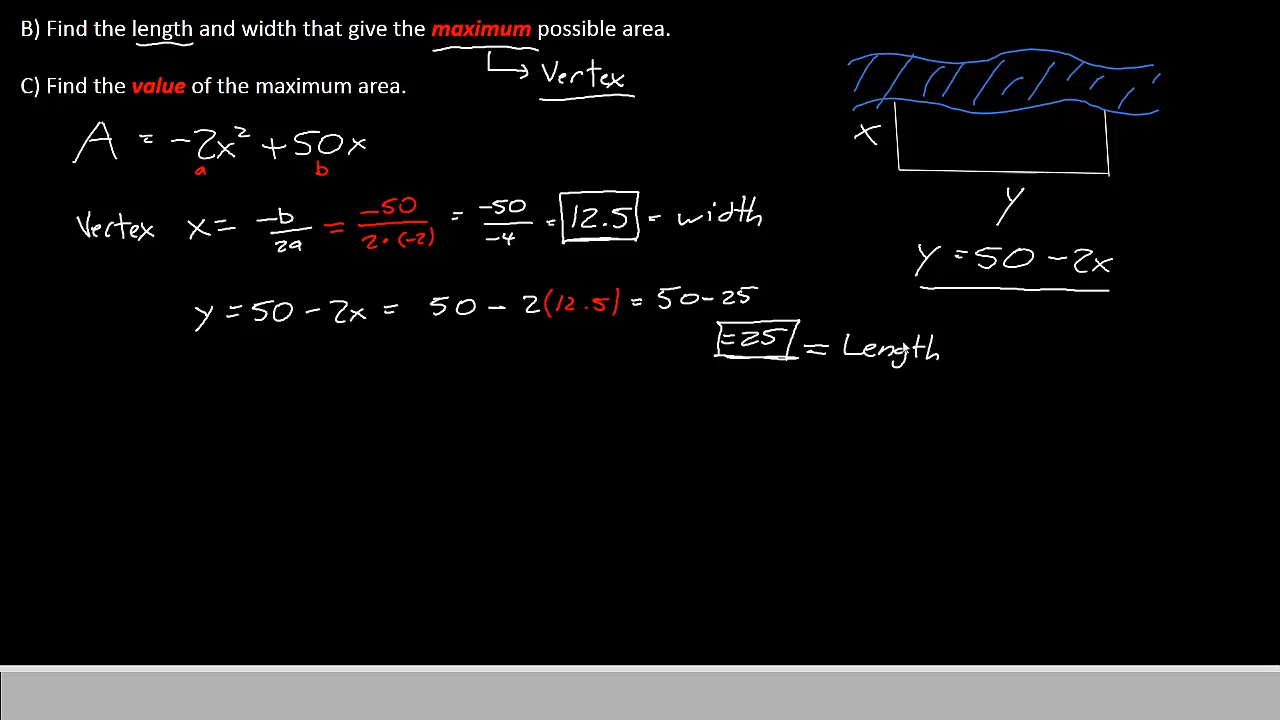 B) Find the length and width that give the maximum possible area.
Vertex
C) Find the value of the maximum area.
A = -2x² + 50x
a b
x
y
y = 50 - 2x
Vertex x = -b/2a = -50/2·(-2) = -50/-4 = 12.5 = width
y = 50 - 2x = 50 - 2(12.5) = 50 - 25
= 25 = Length